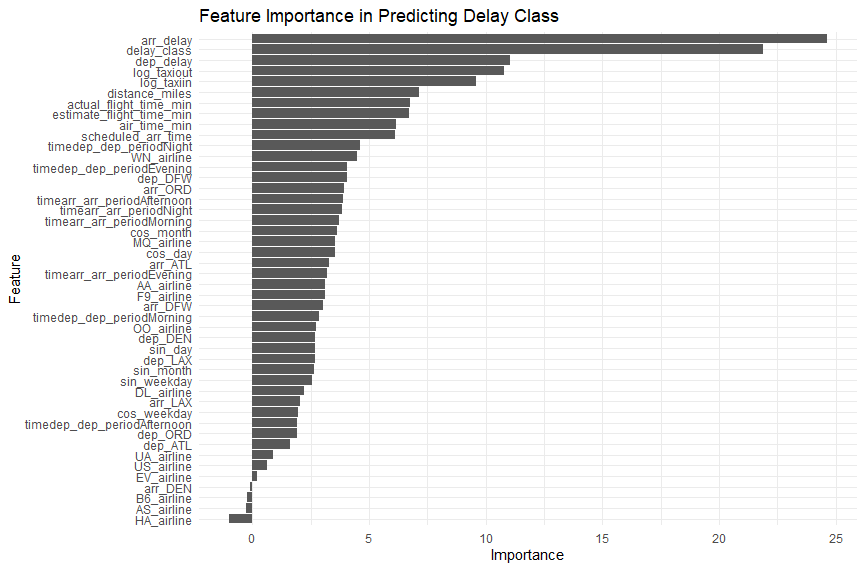 Feature Importance in Predicting Delay Class
arr_delay
delay_class
dep_delay
log_taxiout
log_taxiin
distance_miles
actual_flight_time_min
estimate_flight_time_min
air_time_min
scheduled_arr_time
timedep_dep_periodNight
WN_airline
timedep_dep_periodEvening
dep_DFW
arr_ORD
timearr_arr_periodAfternoon
timearr_arr_periodNight
timearr_arr_periodMorning
cos_month
MQ_airline
cos_day
arr_ATL
timearr_arr_periodEvening
AA_airline
F9_airline
arr_DFW
timedep_dep_periodMorning
OO_airline
dep_DEN
sin_day
dep_LAX
sin_month
sin_weekday
DL_airline
arr_LAX
cos_weekday
timedep_dep_periodAfternoon
dep_ORD
dep_ATL
UA_airline
US_airline
EV_airline
arr_DEN
B6_airline
AS_airline
HA_airline
Feature
0 5 10 15 20 25
Importance